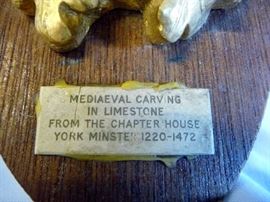 MEDIAEVAL CARVING
IN LIMESTONE
FROM THE CHAPTER HOUSE
YORK MINSTER 1220-1472